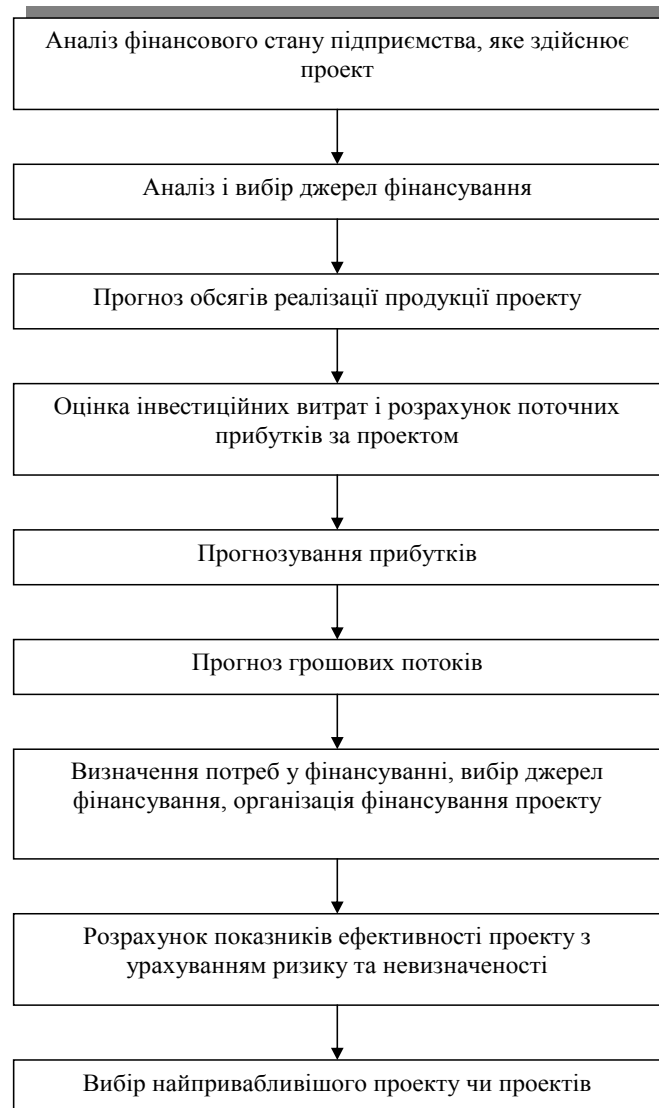 Аналіз фінансового стану підприємства, яке здійснює
проект
Аналіз і вибір джерел фінансування
Прогноз обсягів реалізації продукції проекту
Оцінка інвестиційних витрат і розрахунок поточних
прибутків за проектом
Прогнозування прибутків
Прогноз грошових потоків
Визначення потреб у фінансуванні, вибір джерел
фінансування, організація фінансування проекту
Розрахунок показників ефективності проекту з
урахуванням ризику та невизначеності
Вибір найпривабливішого проекту чи проектів